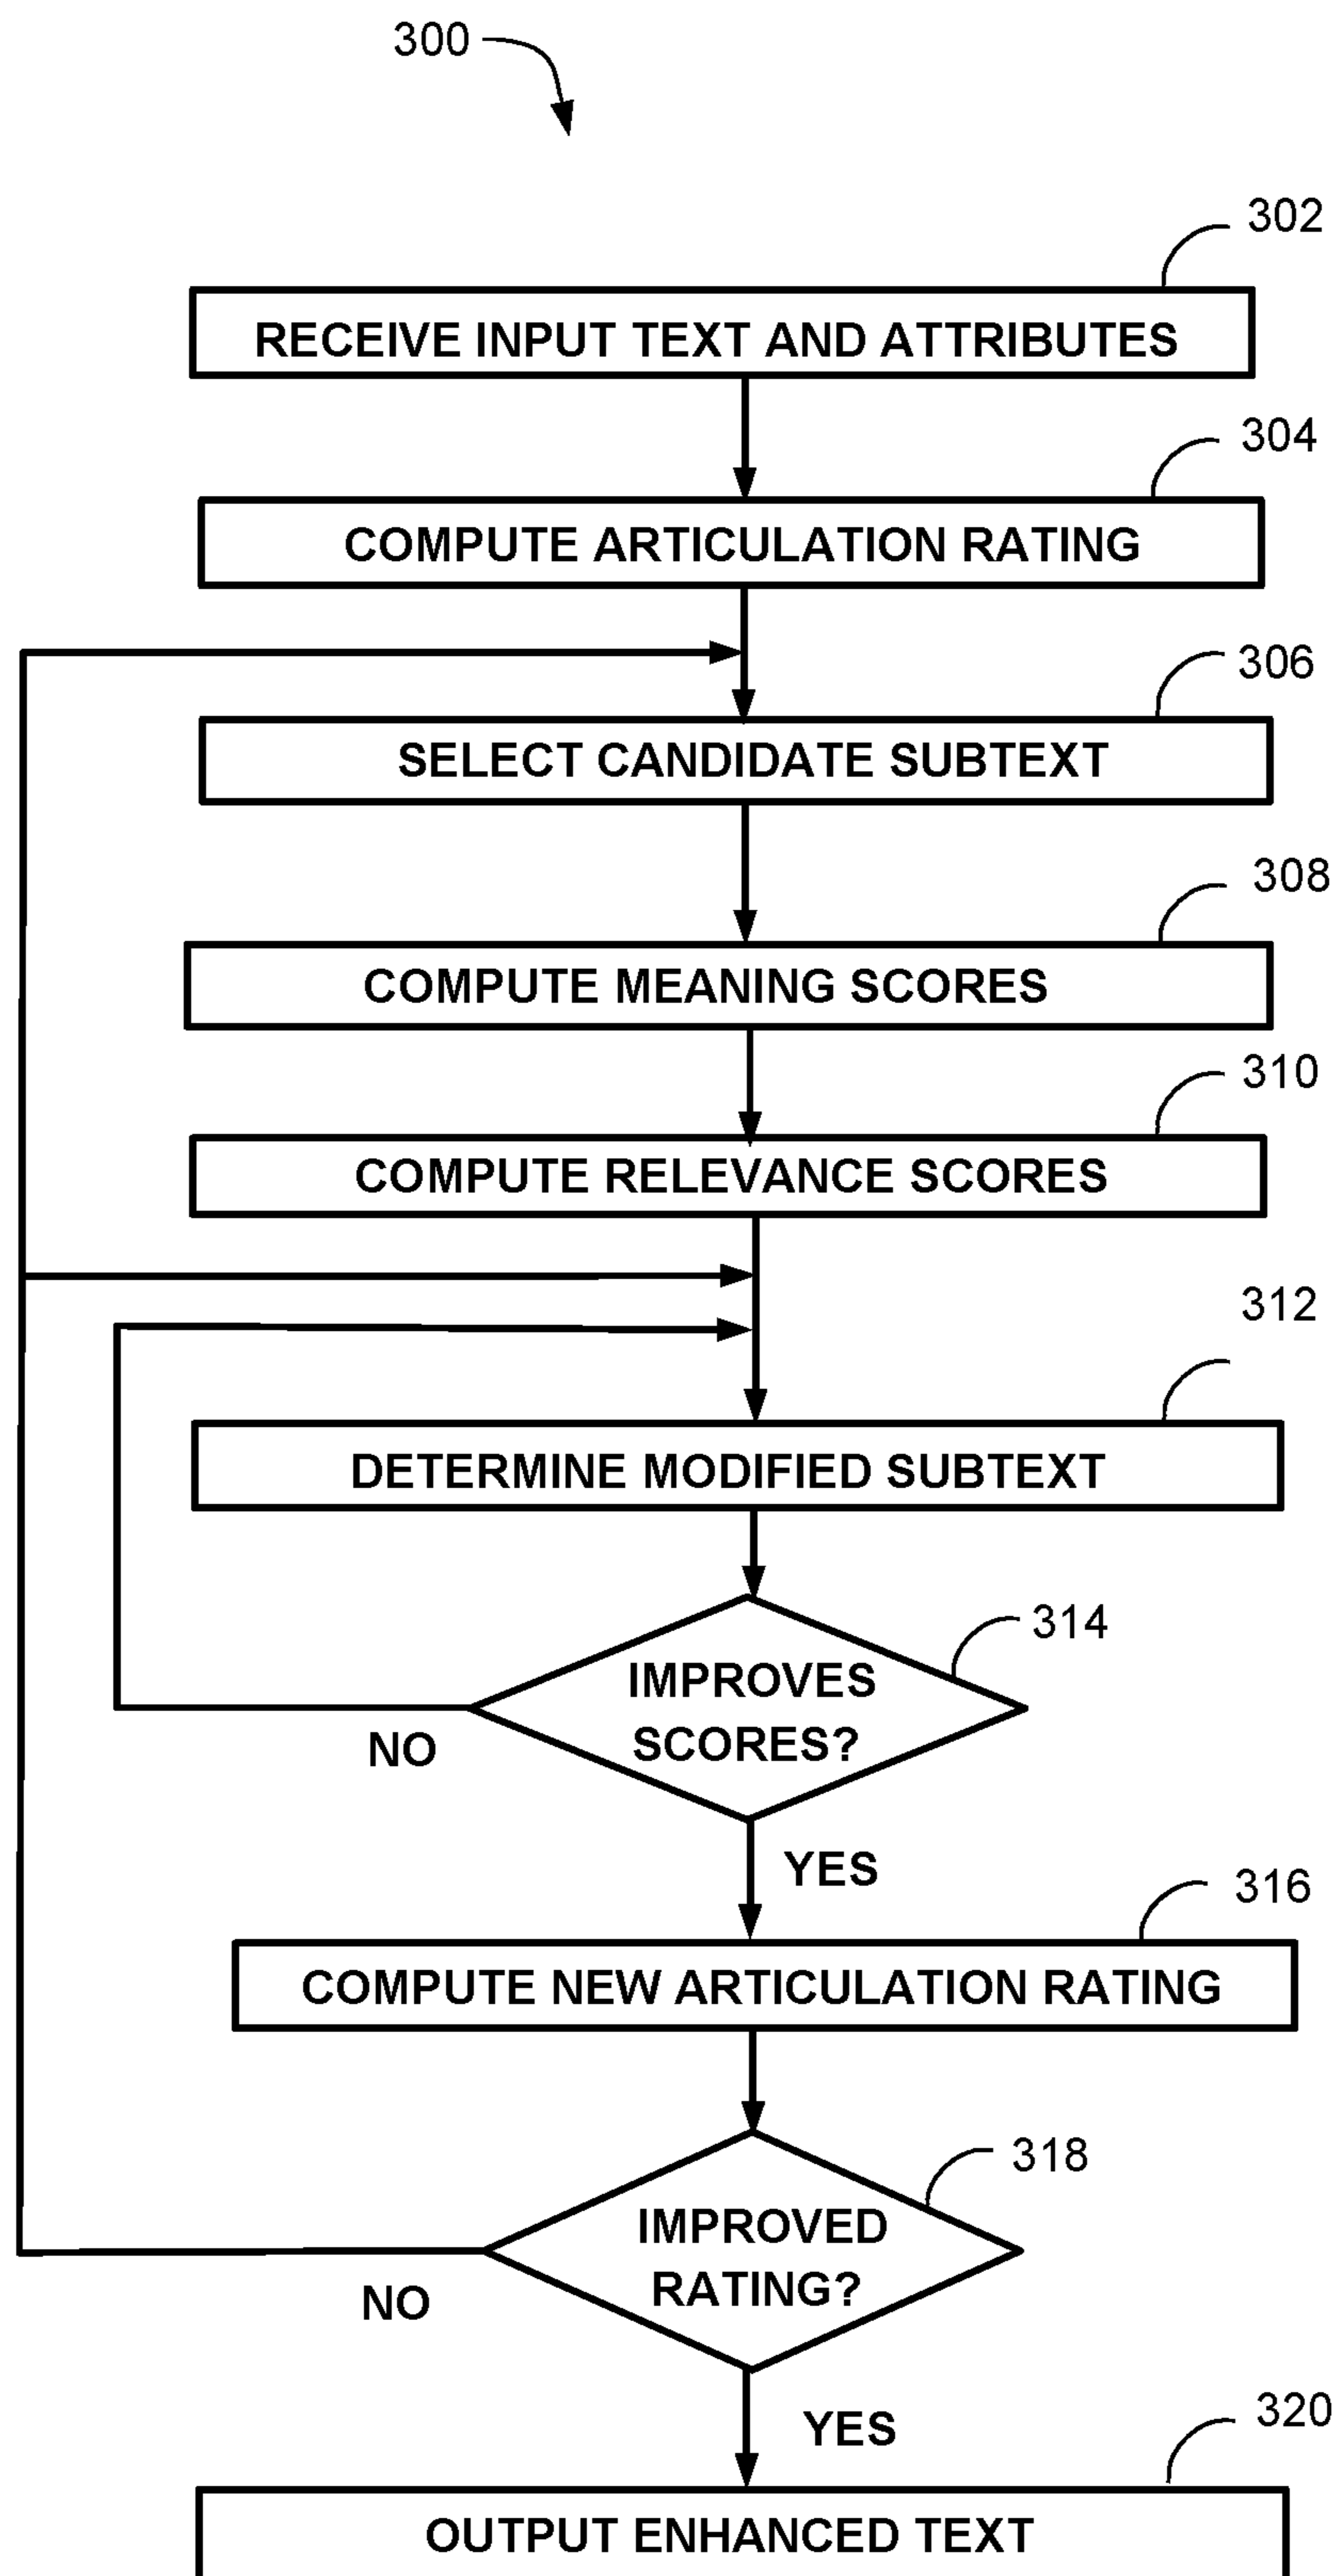 300
302
RECEIVE INPUT TEXT AND ATTRIBUTES
304
COMPUTE ARTICULATION RATING
306
SELECT CANDIDATE SUBTEXT
308
COMPUTE MEANING SCORES
310
COMPUTE RELEVANCE SCORES
312
DETERMINE MODIFIED SUBTEXT
314
IMPROVES
SCORES?
NO
YES
316
COMPUTE NEW ARTICULATION RATING
318
IMPROVED
RATING?
NO
YES
320
OUTPUT ENHANCED TEXT